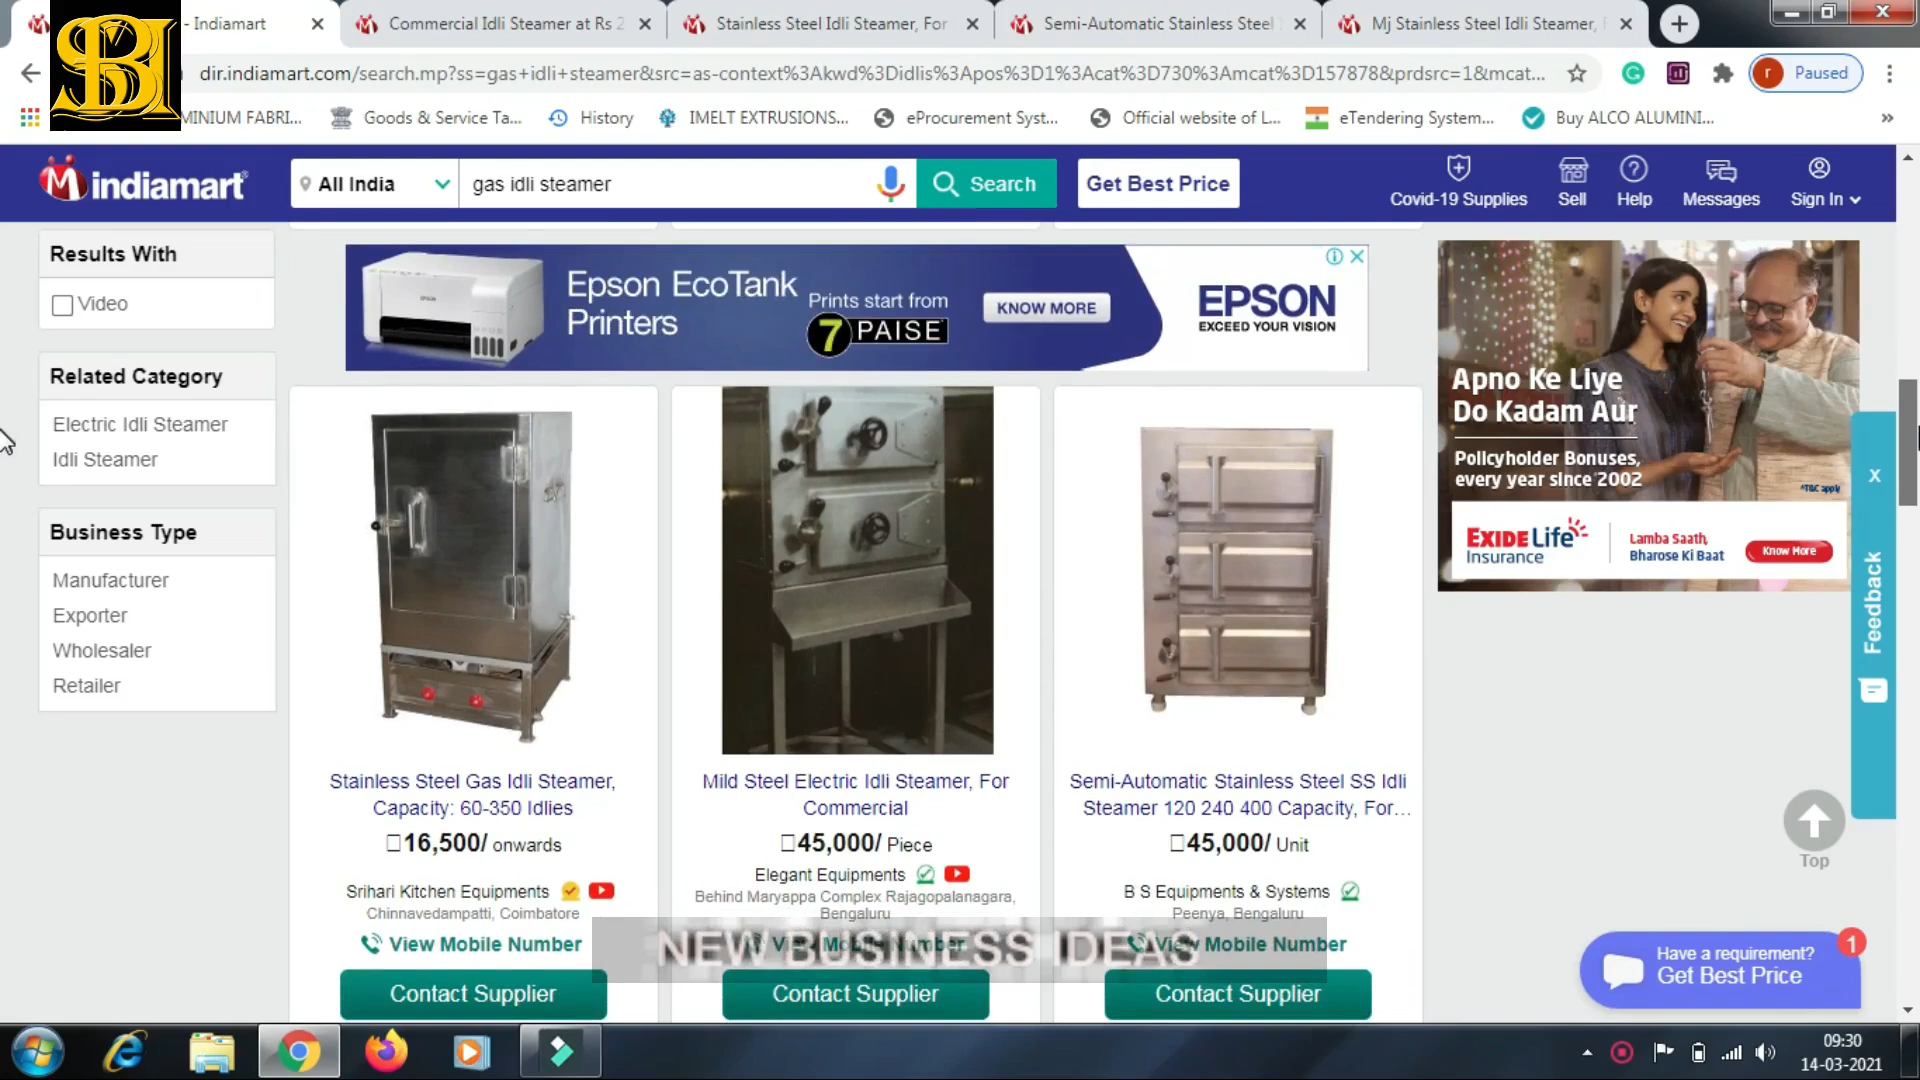 - Indiamart
Commercial Idli Steamer at Rs 2
Stainless Steel Idli Steamer, For
Semi-Automatic Stainless Steel
Mj Stainless Steel Idli Steamer,
SBI
dir.indiamart.com/search.mp?ss=gas+idli+steamer&src=as-context%3Akwd%3Didlis%3Apos%3D1%3Acat%3D730%3Amcat%3D157878&prdsrc=1&mcat...
r Paused
MINIUM FABRI...
Goods & Service Ta...
History
IMELT EXTRUSIONS...
eProcurement Syst...
Official website of L...
eTendering System...
Buy ALCO ALUMINI...
»
indiamart
All India
gas idli steamer
Search
Get Best Price
Covid-19 Supplies
Sell
Help
Messages
Sign In
Results With
Video
Related Category
Electric Idli Steamer
Idli Steamer
Business Type
Manufacturer
Exporter
Wholesaler
Retailer
EPSON
Epson EcoTank
Printers
Prints start from
7 PAISE*
KNOW MORE
EPSON
EXCEED YOUR VISION
Apno Ke Liye
Do Kadam Aur
Policyholder Bonuses,
every year since 2002
^T&C apply
EXIDE Life
Insurance
Lamba Saath,
Bharose Ki Baat
Know More
x
Feedback
Stainless Steel Gas Idli Steamer,
Capacity: 60-350 Idlies
16,500/ onwards
Srihari Kitchen Equipments
Chinnavedampatti, Coimbatore
View Mobile Number
Contact Supplier
Mild Steel Electric Idli Steamer, For
Commercial
45,000/ Piece
Elegant Equipments
Behind Maryappa Complex Rajagopalanagara,
Bengaluru
View Mobile Number
Contact Supplier
Semi-Automatic Stainless Steel SS Idli
Steamer 120 240 400 Capacity, For...
45,000/ Unit
B S Equipments & Systems
Peenya, Bengaluru
View Mobile Number
Contact Supplier
NEW BUSINESS IDEAS
Top
Have a requirement?
Get Best Price
1
09:30
14-03-2021